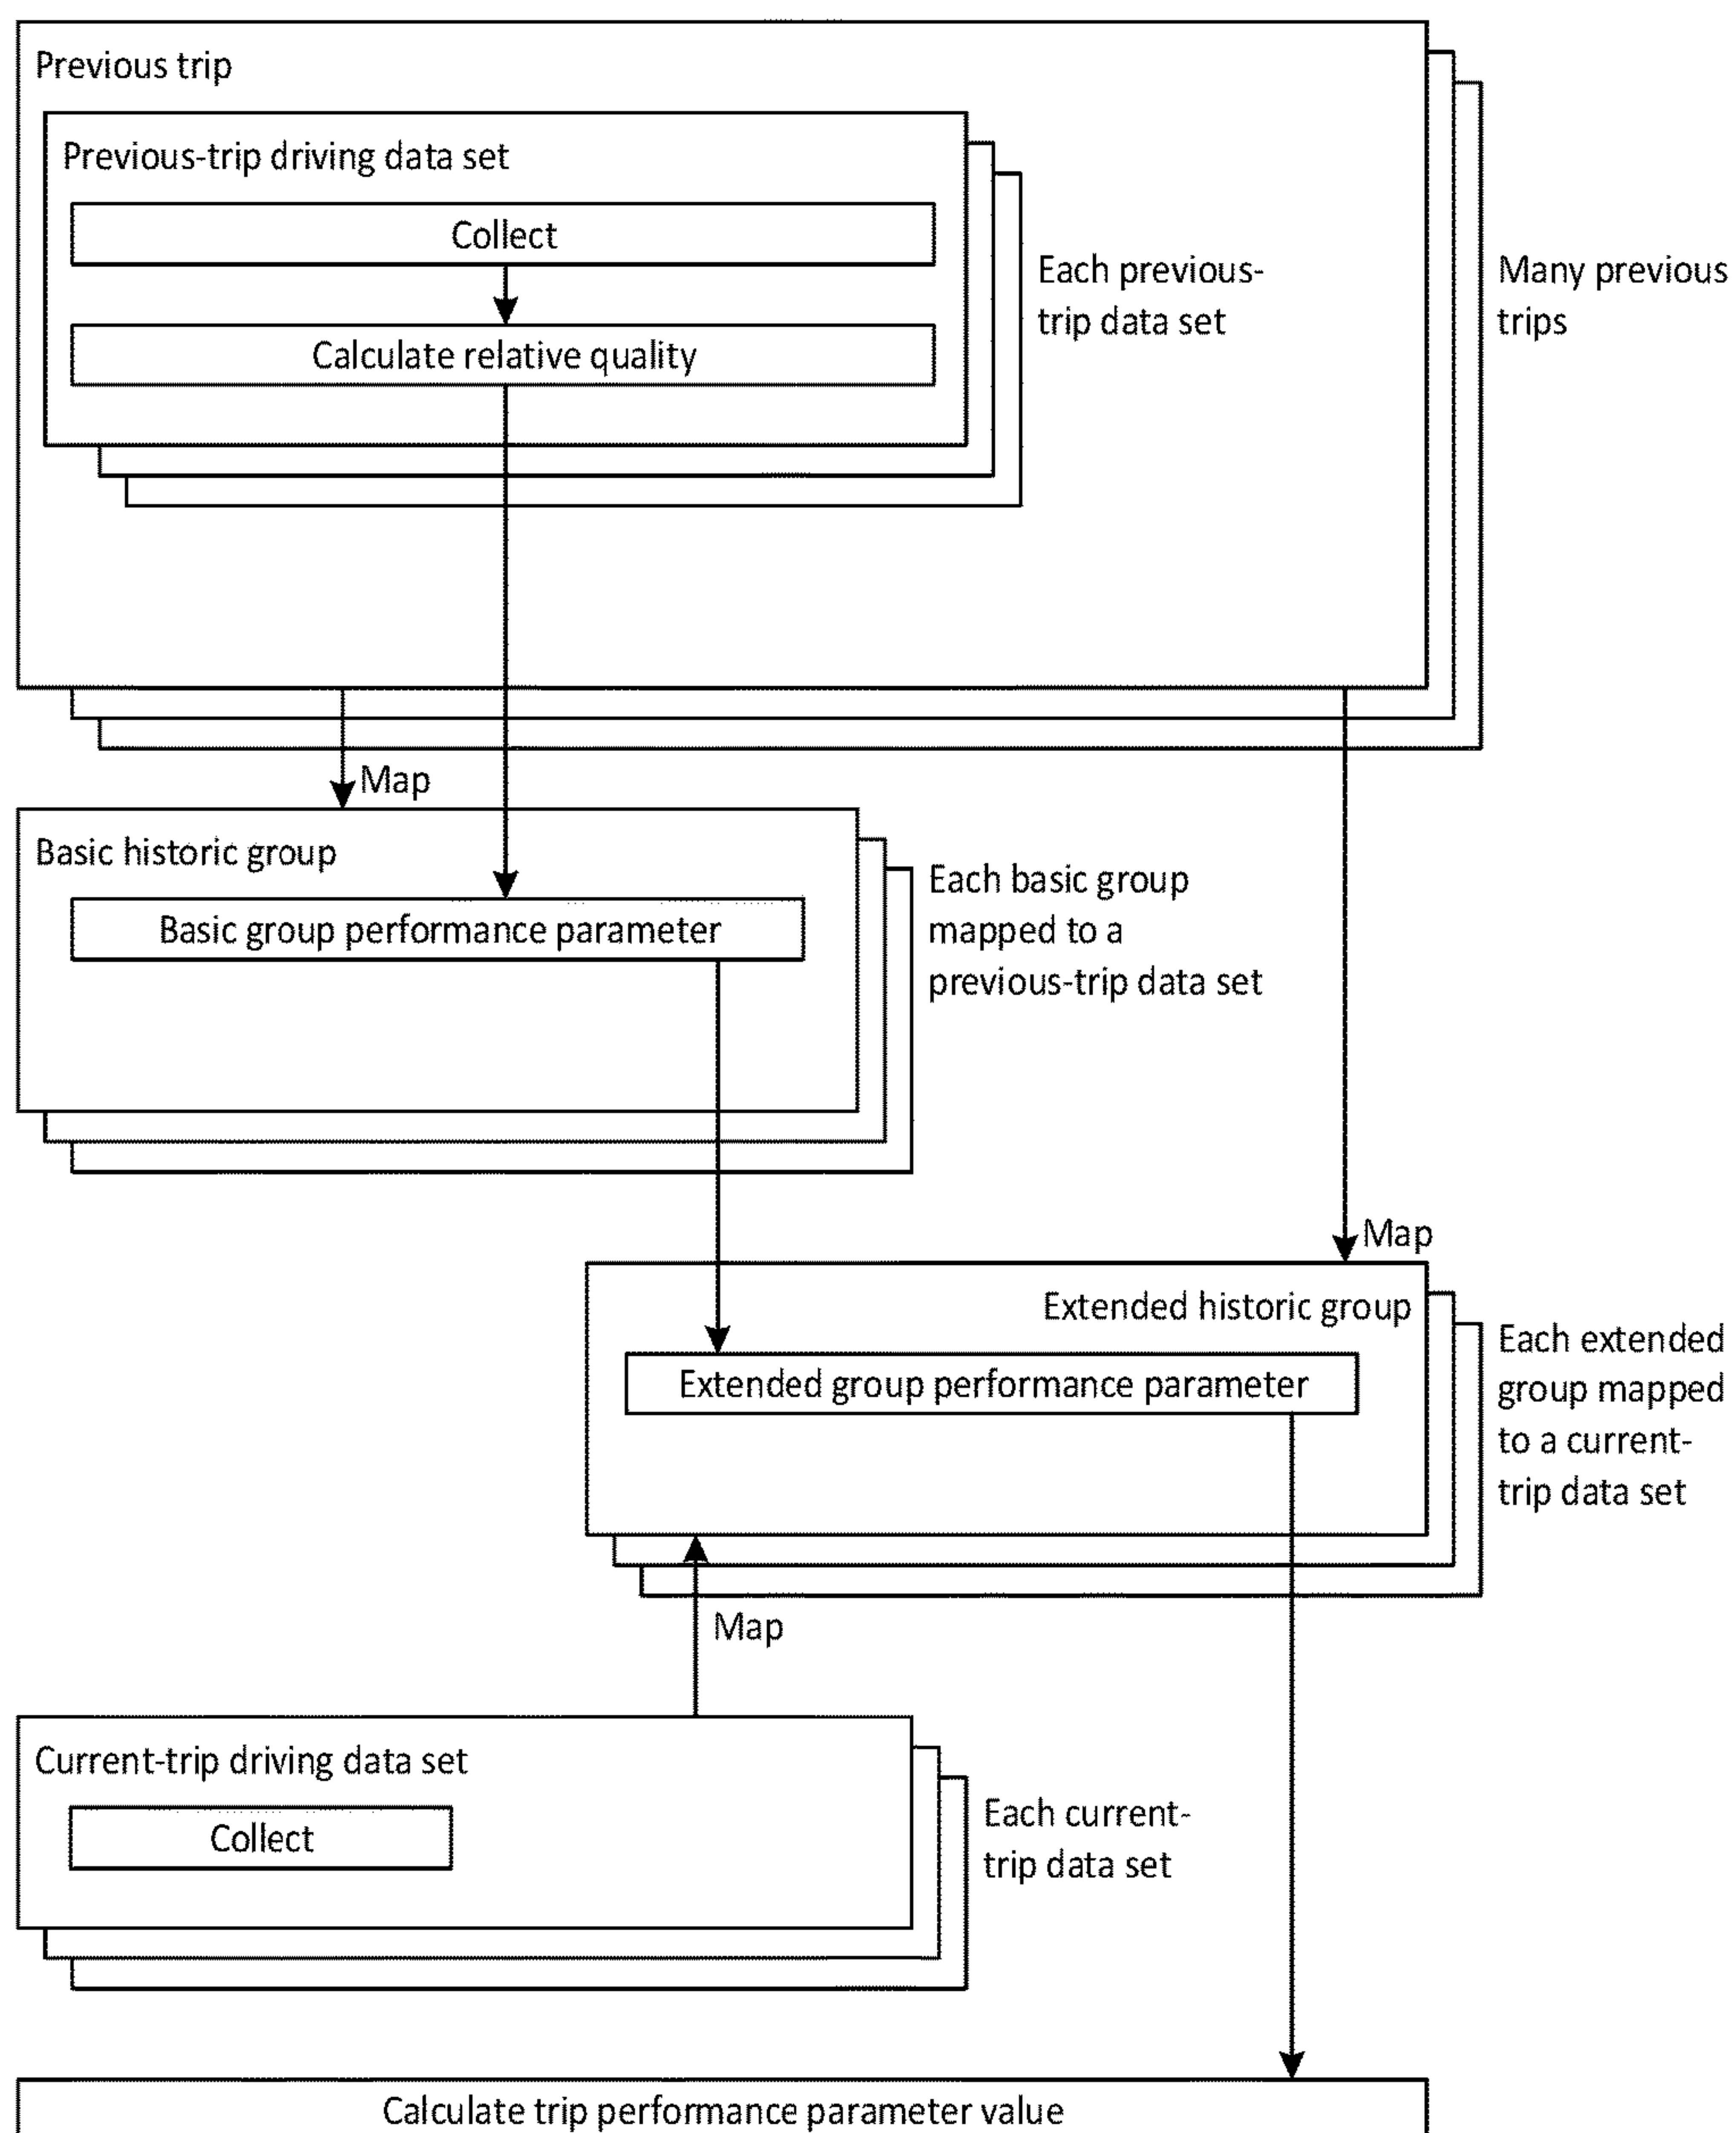 Previous trip
Previous-trip driving data set
Collect
Calculate relative quality
Each previous-
trip data set
Many previous
trips
Map
Basic historic group
Basic group performance parameter
Each basic group
mapped to a
previous-trip data set
Map
Extended historic group
Extended group performance parameter
Each extended
group mapped
to a current-
trip data set
Map
Current-trip driving data set
Collect
Each current-
trip data set
Calculate trip performance parameter value